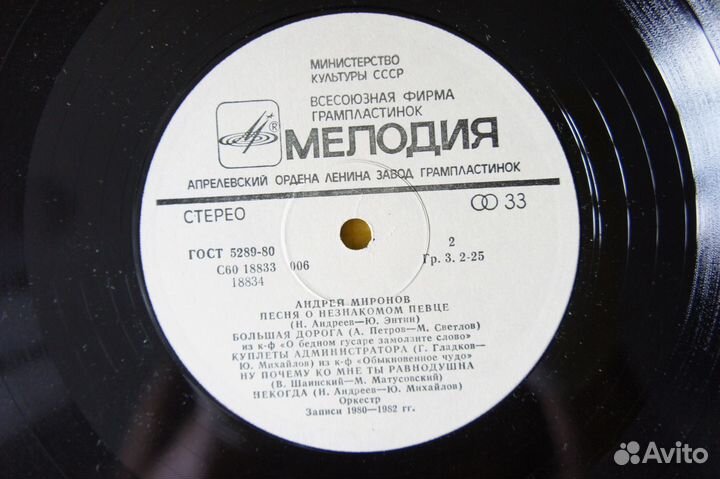 МИНИСТЕРСТВО
КУЛЬТУРЫ СССР
ВСЕСОЮЗНАЯ ФИРМА
ГРАМПЛАСТИНОК
® МЕЛОДИЯ
АПРЕЛЕВСКИЙ ОРДЕНА ЛЕНИНА ЗАВОД ГРАМПЛАСТИНОК
СТЕРЕО 33
ГОСТ 5289-80 2
С60 18833 006 Гр. 3. 2-25
18834
АНДРЕЙ МИРОНОВ
ПЕСНЯ О НЕЗНАКОМОМ ПЕВЦЕ
(Н. Андреев—Ю. Энтин)
БОЛЬШАЯ ДОРОГА (А. Петров—М. Светлов)
из к-ф «О бедном гусаре замолвите слово»
КУПЛЕТЫ АДМИНИСТРАТОРА (Г. Гладков—
Ю. Михайлов) из к-ф «Обыкновенное чудо»
НУ ПОЧЕМУ КО МНЕ ТЫ РАВНОДУШНА
(В. Шаинский—М. Матусовский)
НЕКОГДА (Н. Андреев—Ю. Михайлов)
Оркестр
Записи 1980—1982 гг.
Avito